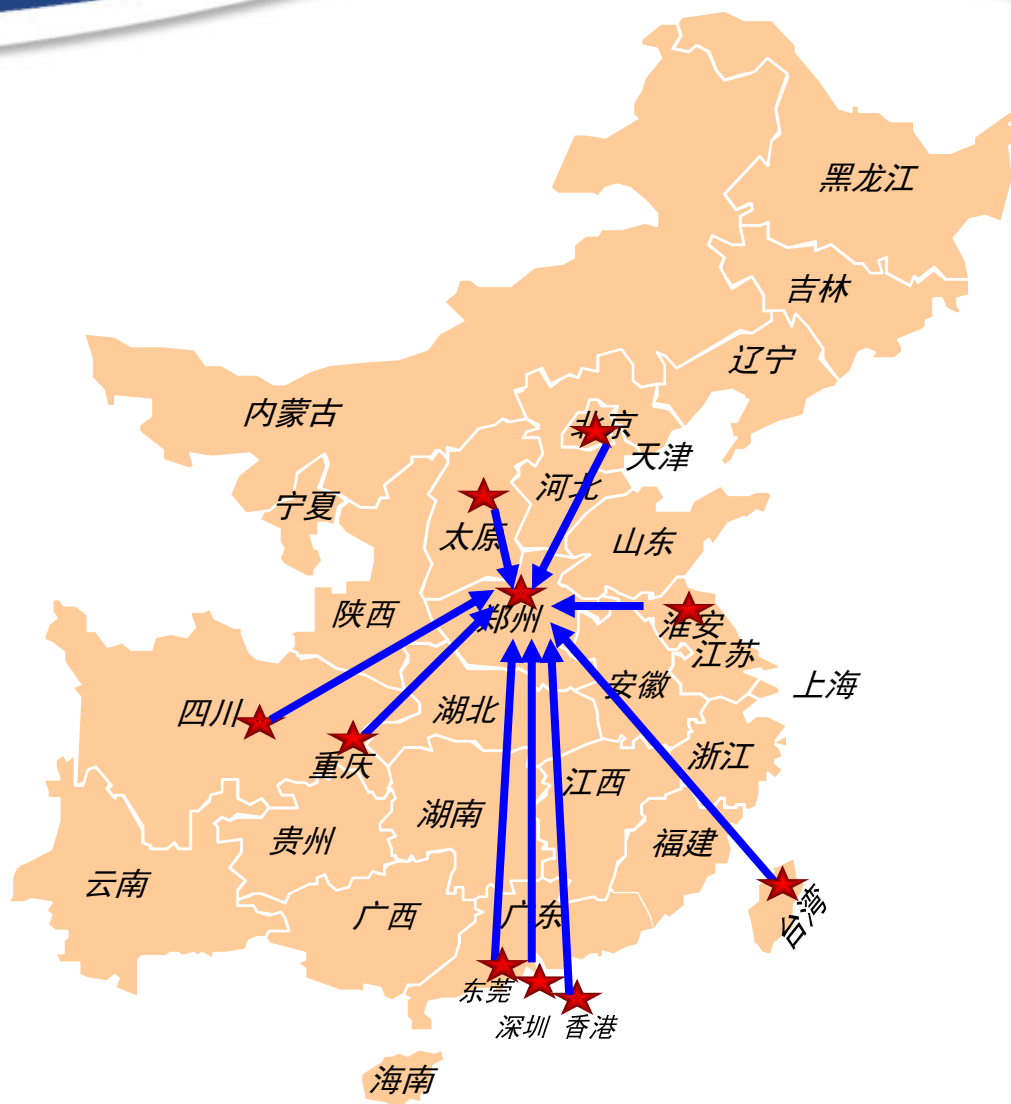 黑龙江
吉林
辽宁
内蒙古
北京
天津
河北
宁夏
太原
山东
陕西
郑州
淮安
江苏
上海
安徽
四川
湖北
重庆
浙江
江西
湖南
贵州
福建
云南
广西
广东
台湾
东莞
深圳
香港
海南